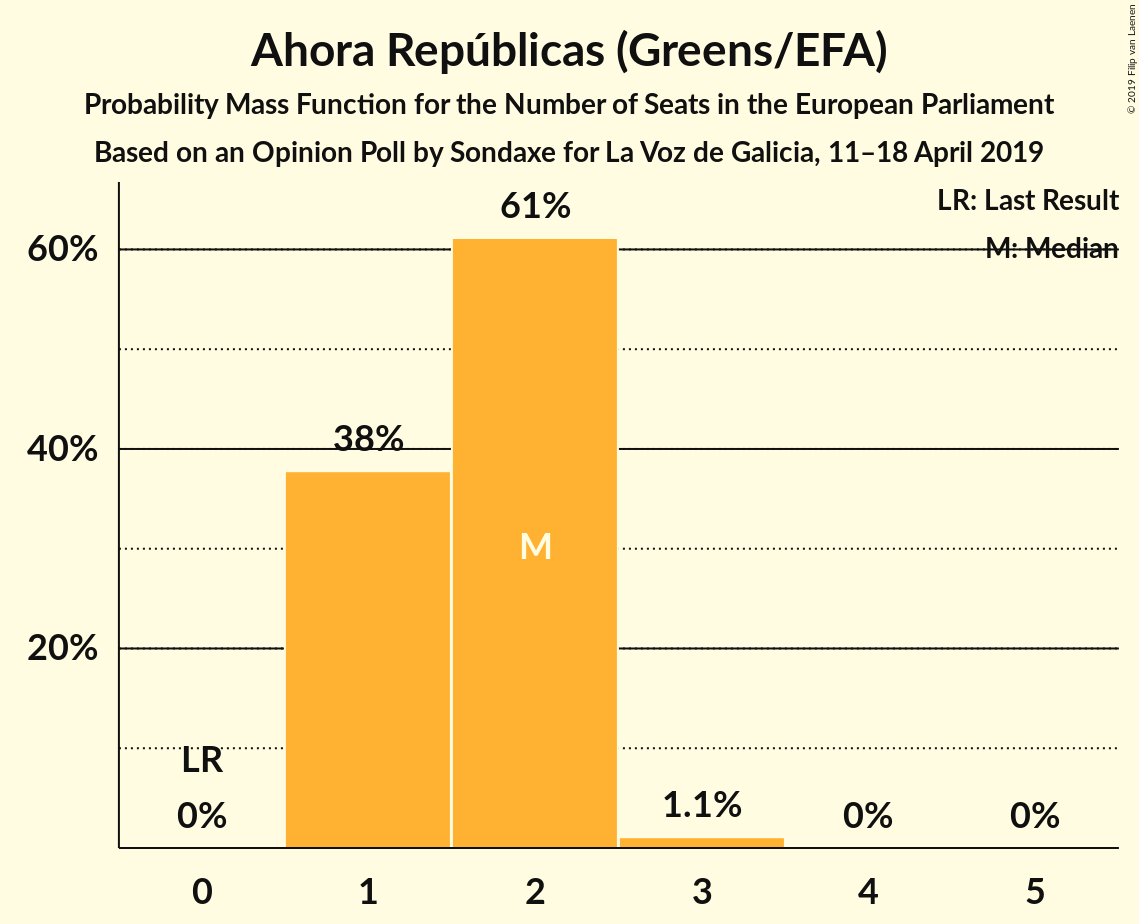 Ahora Repúblicas (Greens/EFA)
Probability Mass Function for the Number of Seats in the European Parliament
Based on an Opinion Poll by Sondaxe for La Voz de Galicia, 11–18 April 2019
© 2019 Filip van Laenen
LR: Last Result
M: Median
61%
60%
38%
40%
M
20%
LR
0%
1.1%
0%
0%
0 1 2 3 4 5